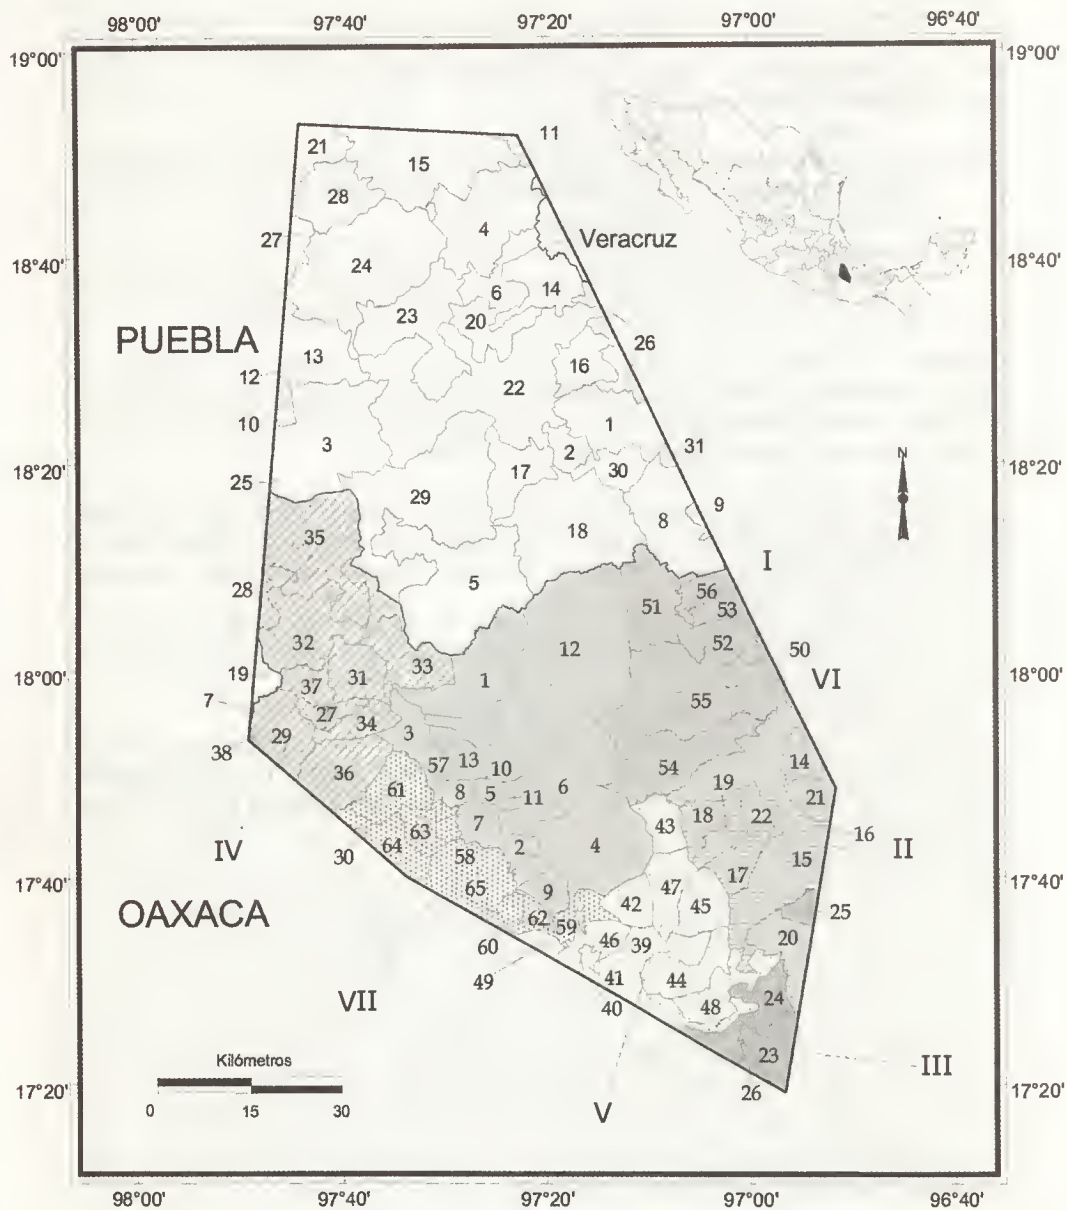 98°00' 97°40' 97°20' 97°00' 96°40'
19°00' 19°00'
11
21 15
28
4
27 Veracruz
24
18°40' 18°40'
6 14
23 20
PUEBLA 26
13 16
12 22
10 1
3 2 31
18°20' 17 30 18°20'
25 29 9
N
18 8
35
I
5
28 56
51 53
32 12 52 50
33
18°00' 19 31 1 VI 18°00'
37
7 27 55
34 3
29
38 57 13 14
36 10 54
61 8 5 11 6 19 21
18 22
7 43
63 16
IV 64 58 2 4 15 II
30 17
17°40' 65 47 17°40'
9 42 45
OAXACA 25
62 59
46 39 20
60
49 41 44
VII 40 48 24
Kilómetros 23
III
17°20' 26 17°20'
0 15 30 V
98°00' 97°40' 97°20' 97°00' 96°40'